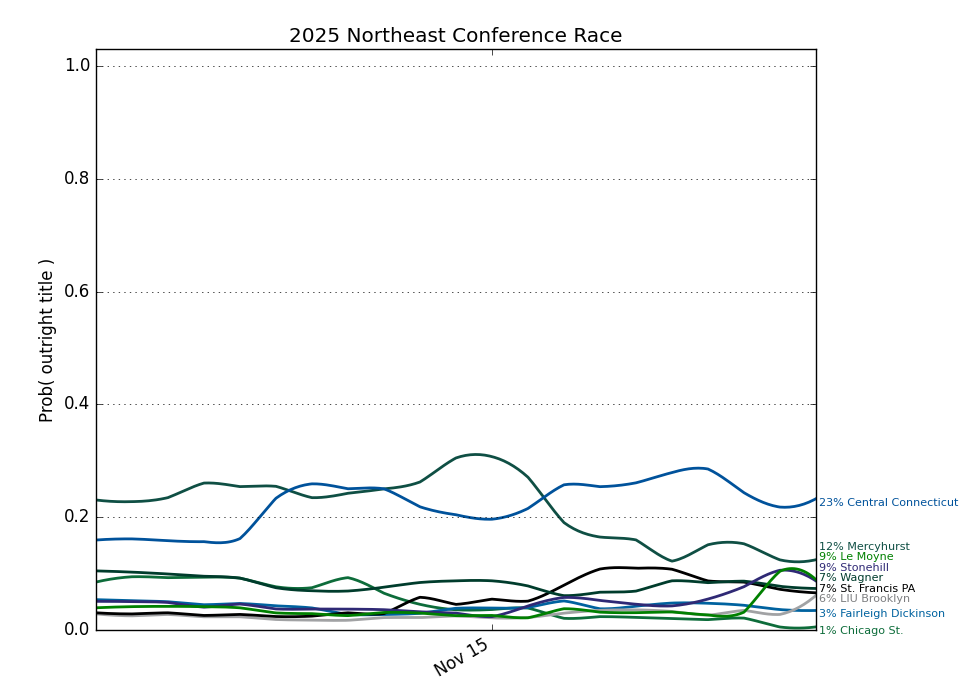 2025 Northeast Conference Race
Prob( outright title )
1.0
0.8
0.6
0.4
0.2
0.0
Nov 15
23% Central Connecticut
12% Mercyhurst
9% Le Moyne
9% Stonehill
7% Wagner
7% St. Francis PA
6% LIU Brooklyn
3% Fairleigh Dickinson
1% Chicago St.